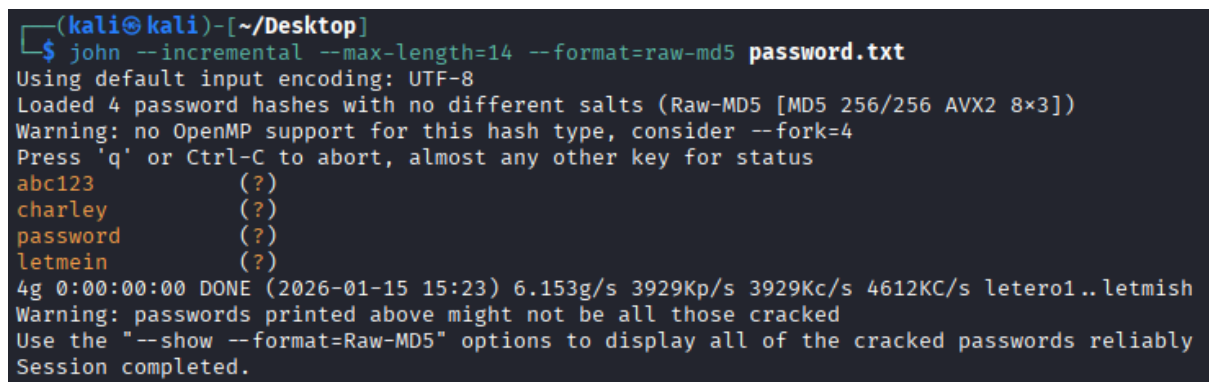 ┌──(kali㉿kali)-[~/Desktop]
└─$ john --incremental --max-length=14 --format=raw-md5 password.txt
Using default input encoding: UTF-8
Loaded 4 password hashes with no different salts (Raw-MD5 [MD5 256/256 AVX2 8×3])
Warning: no OpenMP support for this hash type, consider --fork=4
Press 'q' or Ctrl-C to abort, almost any other key for status
abc123           (?)
charley          (?)
password         (?)
letmein          (?)
4g 0:00:00:00 DONE (2026-01-15 15:23) 6.153g/s 3929Kp/s 3929Kc/s 4612KC/s letero1..letmish
Warning: passwords printed above might not be all those cracked
Use the "--show --format=Raw-MD5" options to display all of the cracked passwords reliably
Session completed.